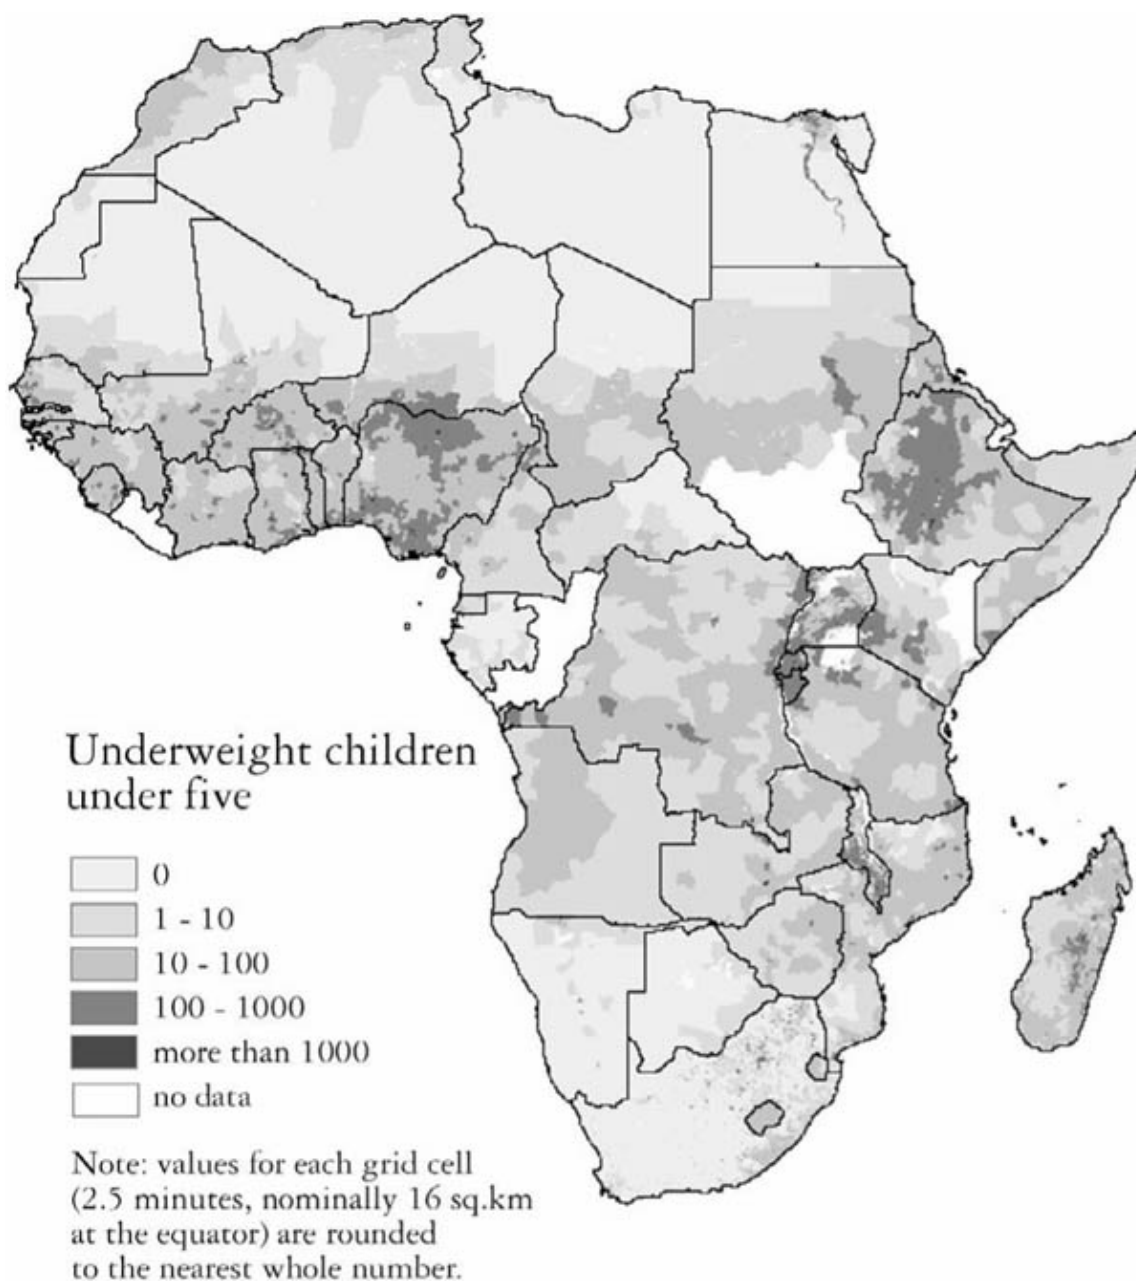 Underweight children
under five
0
1 - 10
10 - 100
100 - 1000
more than 1000
no data
Note: values for each grid cell
(2.5 minutes, nominally 16 sq.km
at the equator) are rounded
to the nearest whole number.